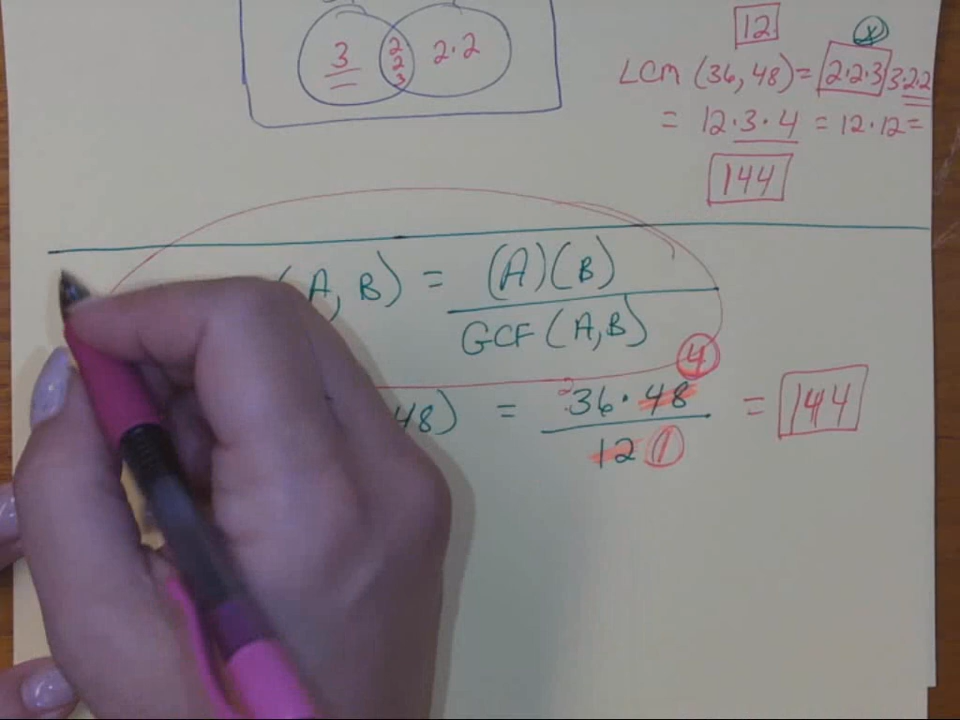 12
3 2 2 3 2·2
LCM (36, 48) = 2·2·3 3·2·2
= 12·3·4 = 12·12 =
144
(A, B) = (A)(B)
GCF (A,B)
4
48) = 36·48 = 144
12 1